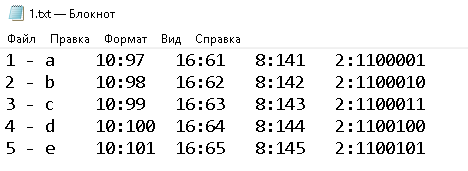 1.txt — Блокнот
Файл Правка Формат Вид Справка
1 - a 10:97 16:61 8:141 2:1100001
2 - b 10:98 16:62 8:142 2:1100010
3 - c 10:99 16:63 8:143 2:1100011
4 - d 10:100 16:64 8:144 2:1100100
5 - e 10:101 16:65 8:145 2:1100101